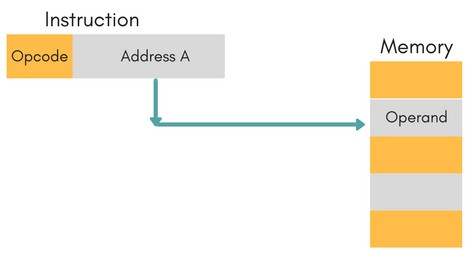 Instruction
Opcode Address A
Memory
Operand